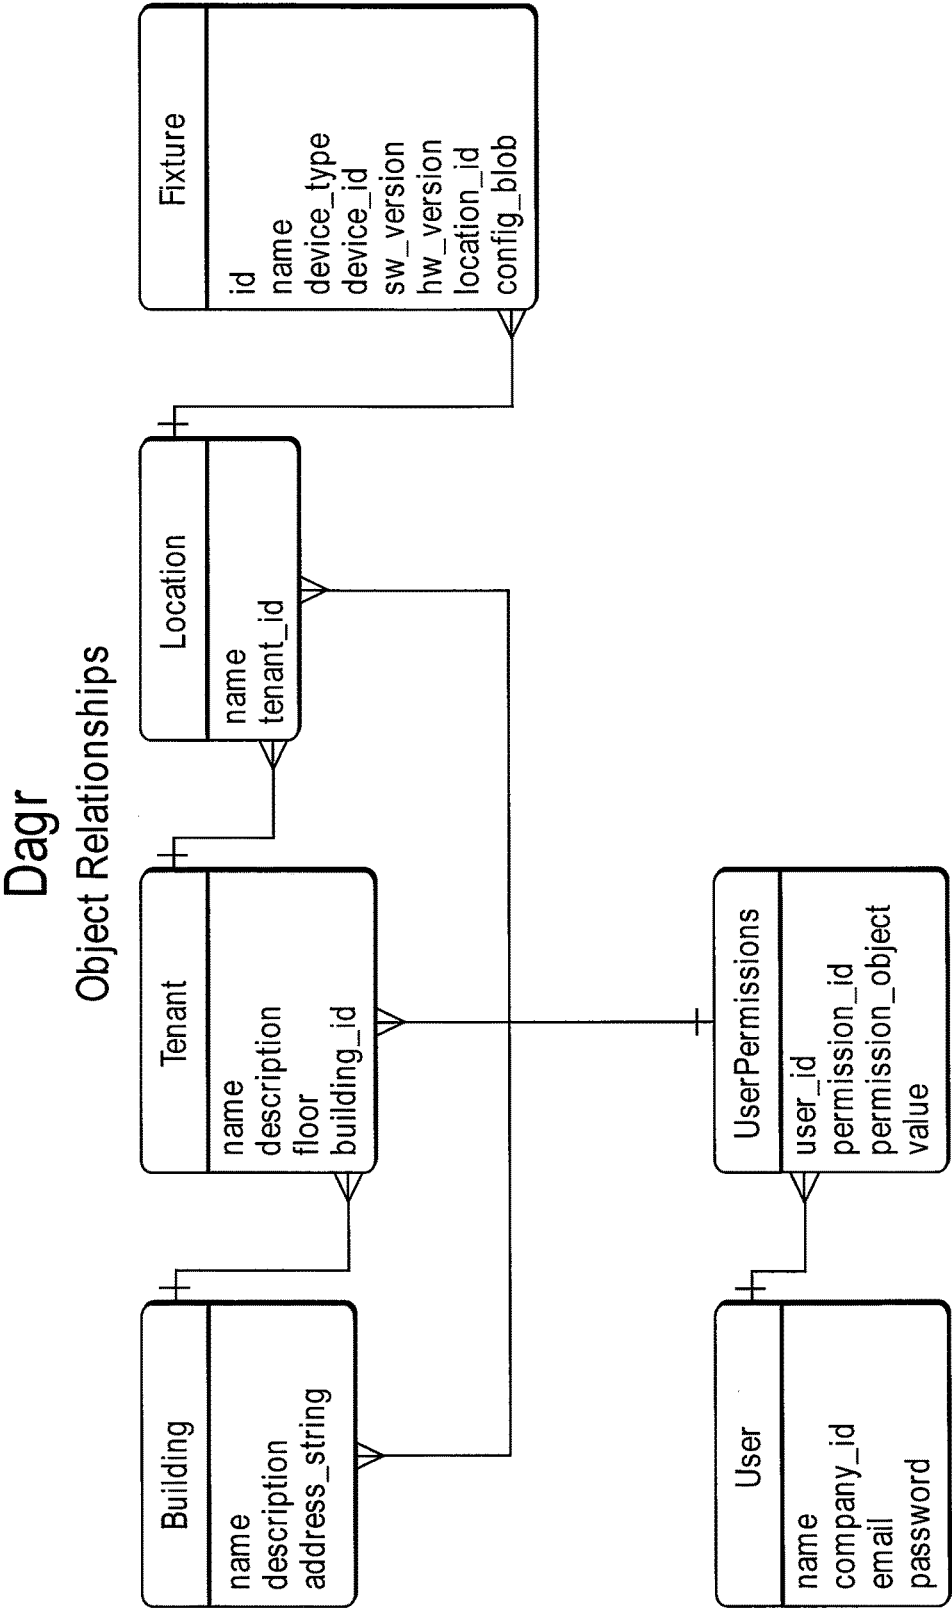 Dagr
Object Relationships
Building
name
description
address_string
Tenant
name
description
floor
building_id
Location
name
tenant_id
Fixture
id
name
device_type
device_id
sw_version
hw_version
location_id
config_blob
User
name
company_id
email
password
UserPermissions
user_id
permission_id
permission_object
value